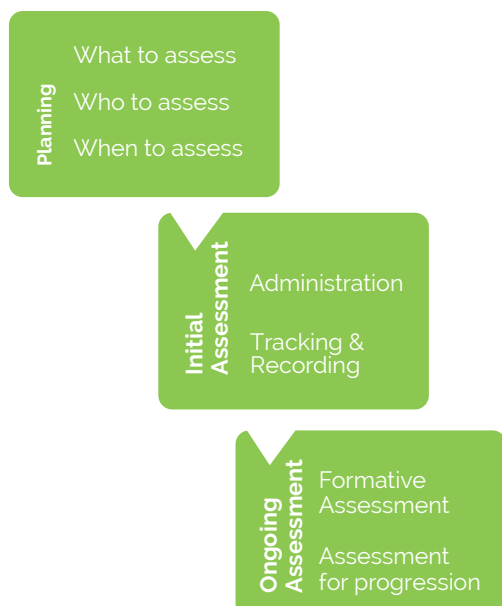 Planning
What to assess
Who to assess
When to assess
Initial
Assessment
Administration
Tracking &
Recording
Ongoing
Assessment
Formative
Assessment
Assessment
for progression